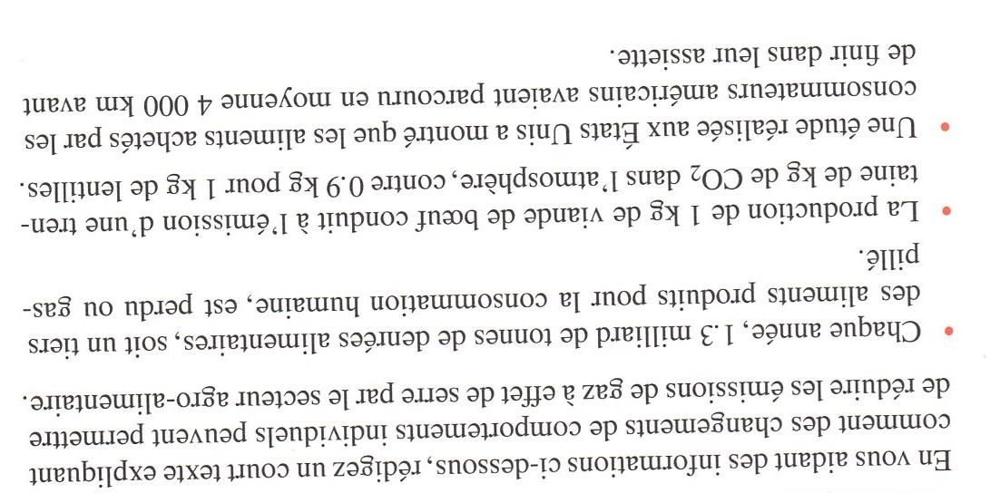 En vous aidant des informations ci-dessous, rédigez un court texte expliquant
comment des changements de comportements individuels peuvent permettre
de réduire les émissions de gaz à effet de serre par le secteur agro-alimentaire.
• Chaque année, 1.3 milliard de tonnes de denrées alimentaires, soit un tiers
des aliments produits pour la consommation humaine, est perdu ou gas-
pillé.
• La production de 1 kg de viande de bœuf conduit à l'émission d'une tren-
taine de kg de CO₂ dans l'atmosphère, contre 0.9 kg pour 1 kg de lentilles.
• Une étude réalisée aux États Unis a montré que les aliments achetés par les
consommateurs américains avaient parcouru en moyenne 4 000 km avant
de finir dans leur assiette.